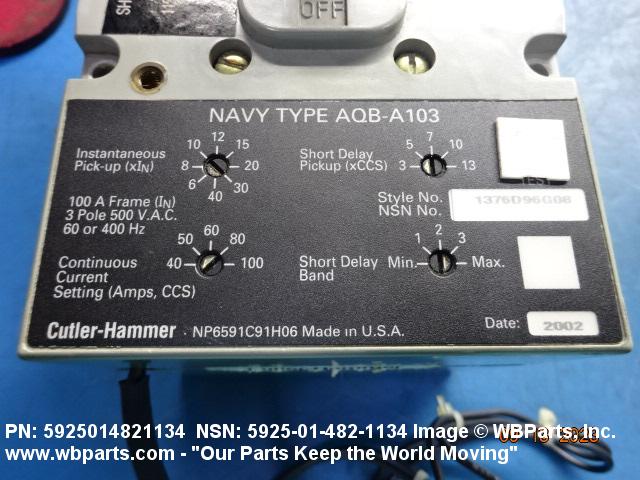 OFF
SH
NAVY TYPE AQB-A103
Instantaneous
Pick-up (xIN)
6 8 10 12 15 20 30 40
Short Delay
Pickup (xCCS)
3 5 7 10 13
TEST
100 A Frame (IN)
3 Pole 500 V.A.C.
60 or 400 Hz
Style No. 1376D96G08
NSN No.
Continuous
Current
Setting (Amps, CCS)
40 50 60 80 100
Short Delay
Band
Min. 1 2 3 Max.
Cutler-Hammer NP6591C91H06 Made in U.S.A.
Date: 2002
PN: 5925014821134 NSN: 5925-01-482-1134 Image © WBParts, Inc.
www.wbparts.com - "Our Parts Keep the World Moving"